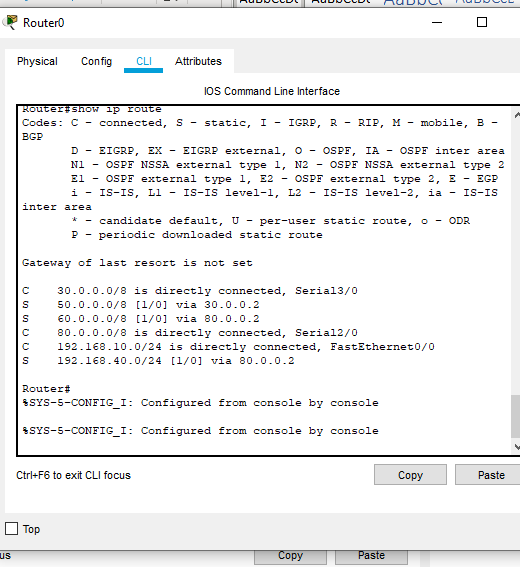 AaBbCcDt AaBbCcDt AaBbC( AaBbCcE
Router0
Physical Config CLI Attributes
IOS Command Line Interface
Router#show ip route
Codes: C - connected, S - static, I - IGRP, R - RIP, M - mobile, B -
BGP
D - EIGRP, EX - EIGRP external, O - OSPF, IA - OSPF inter area
N1 - OSPF NSSA external type 1, N2 - OSPF NSSA external type 2
E1 - OSPF external type 1, E2 - OSPF external type 2, E - EGP
i - IS-IS, L1 - IS-IS level-1, L2 - IS-IS level-2, ia - IS-IS
inter area
* - candidate default, U - per-user static route, o - ODR
P - periodic downloaded static route
Gateway of last resort is not set
C 30.0.0.0/8 is directly connected, Serial3/0
S 50.0.0.0/8 [1/0] via 30.0.0.2
S 60.0.0.0/8 [1/0] via 80.0.0.2
C 80.0.0.0/8 is directly connected, Serial2/0
C 192.168.10.0/24 is directly connected, FastEthernet0/0
S 192.168.40.0/24 [1/0] via 80.0.0.2
Router#
%SYS-5-CONFIG_I: Configured from console by console
%SYS-5-CONFIG_I: Configured from console by console
Ctrl+F6 to exit CLI focus
Copy Paste
Top
us Copy Paste